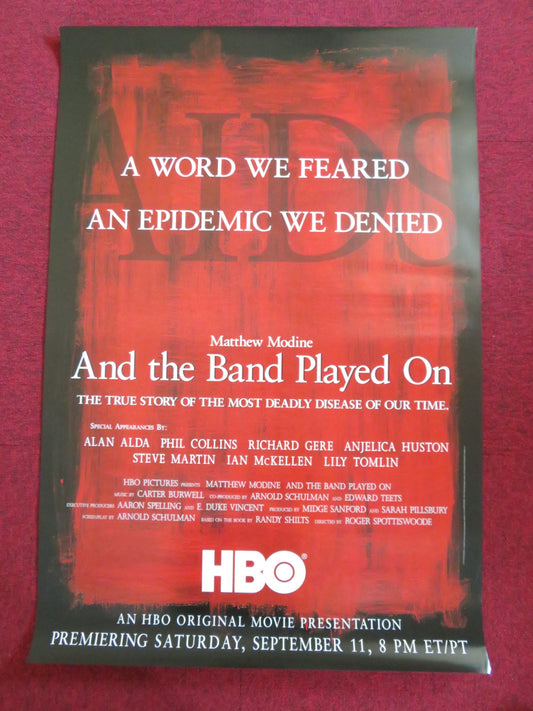 AIDS
A WORD WE FEARED
AN EPIDEMIC WE DENIED
Matthew Modine
And the Band Played On
THE TRUE STORY OF THE MOST DEADLY DISEASE OF OUR TIME.
SPECIAL APPEARANCES BY:
ALAN ALDA PHIL COLLINS RICHARD GERE ANJELICA HUSTON
STEVE MARTIN IAN McKELLEN LILY TOMLIN
HBO PICTURES PRESENTS MATTHEW MODINE AND THE BAND PLAYED ON
MUSIC BY CARTER BURWELL CO-PRODUCED BY ARNOLD SCHULMAN AND EDWARD TEETS
EXECUTIVE PRODUCERS AARON SPELLING AND E. DUKE VINCENT PRODUCED BY MIDGE SANFORD AND SARAH PILLSBURY
SCREENPLAY BY ARNOLD SCHULMAN BASED ON THE BOOK BY RANDY SHILTS DIRECTED BY ROGER SPOTTISWOODE
HBO®
AN HBO ORIGINAL MOVIE PRESENTATION
PREMIERING SATURDAY, SEPTEMBER 11, 8 PM ET/PT